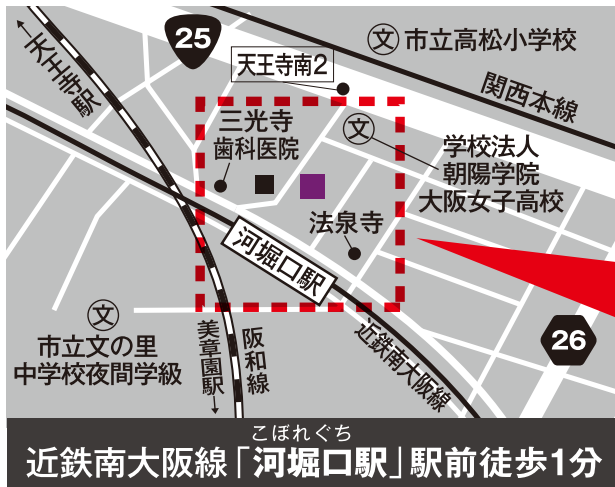 25
天王寺駅
天王寺南2
文 市立高松小学校
関西本線
三光寺
歯科医院
文
学校法人
朝陽学院
大阪女子高校
法泉寺
河堀口駅
文
市立文の里
中学校夜間学級
美章園駅
阪和線
近鉄南大阪線
26
こぼれぐち
近鉄南大阪線「河堀口駅」駅前徒歩1分